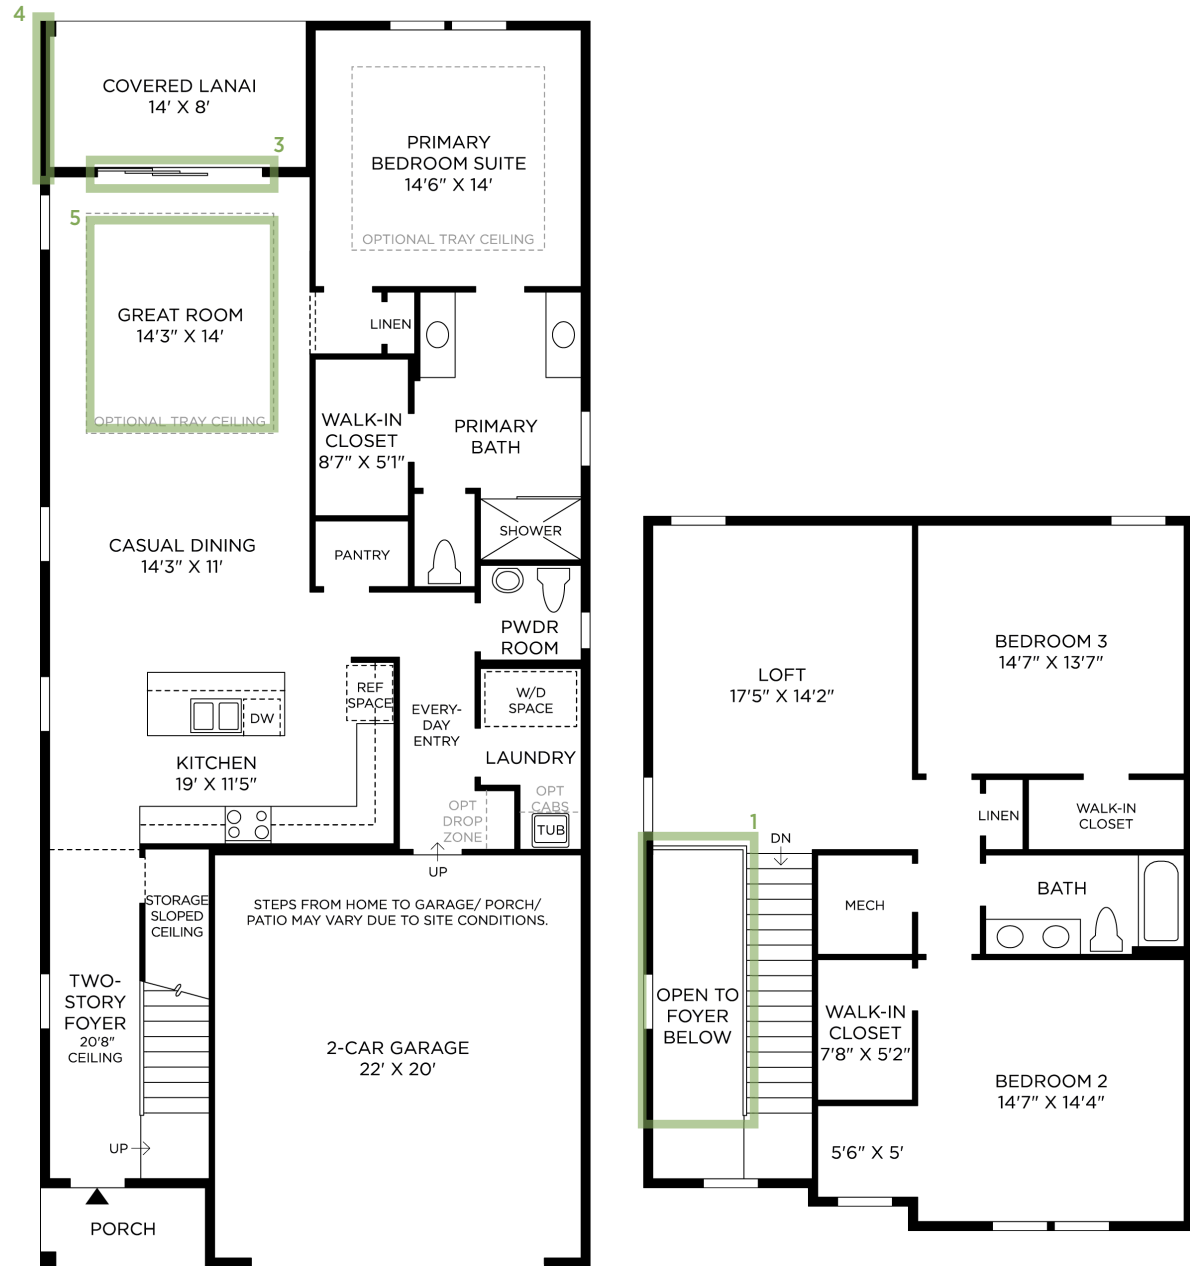 4
COVERED LANAI
14' X 8'
3
PRIMARY
BEDROOM SUITE
14'6" X 14'
OPTIONAL TRAY CEILING
5
GREAT ROOM
14'3" X 14'
OPTIONAL TRAY CEILING
LINEN
WALK-IN
CLOSET
8'7" X 5'1"
PRIMARY
BATH
SHOWER
CASUAL DINING
14'3" X 11'
PANTRY
PWDR
ROOM
REF
SPACE
DW
KITCHEN
19' X 11'5"
EVERY-
DAY
ENTRY
W/D
SPACE
LAUNDRY
OPT
CABS
TUB
OPT
DROP
ZONE
UP
STEPS FROM HOME TO GARAGE/ PORCH/
PATIO MAY VARY DUE TO SITE CONDITIONS.
STORAGE
SLOPED
CEILING
TWO-
STORY
FOYER
20'8"
CEILING
2-CAR GARAGE
22' X 20'
UP
PORCH
LOFT
17'5" X 14'2"
BEDROOM 3
14'7" X 13'7"
LINEN
WALK-IN
CLOSET
1
DN
MECH
BATH
OPEN TO
FOYER
BELOW
WALK-IN
CLOSET
7'8" X 5'2"
BEDROOM 2
14'7" X 14'4"
5'6" X 5'